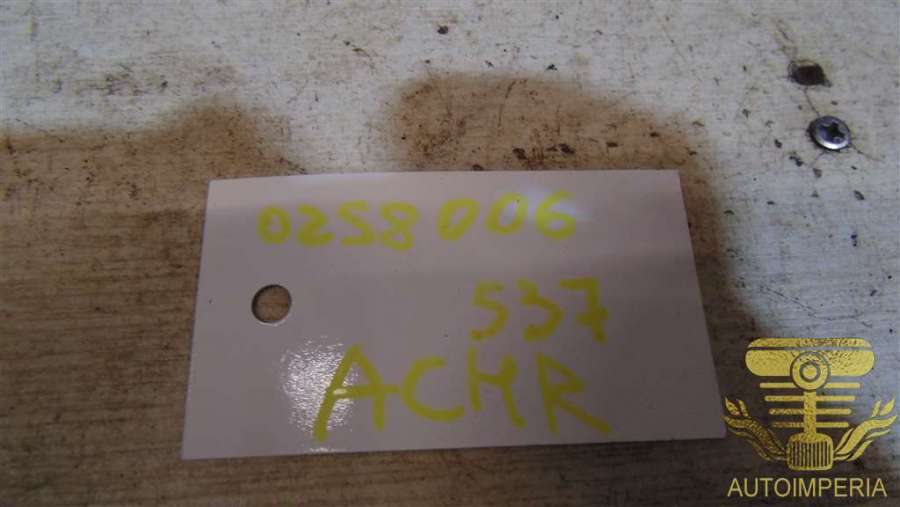 0258006
537
ACHR
AUTOIMPERIA